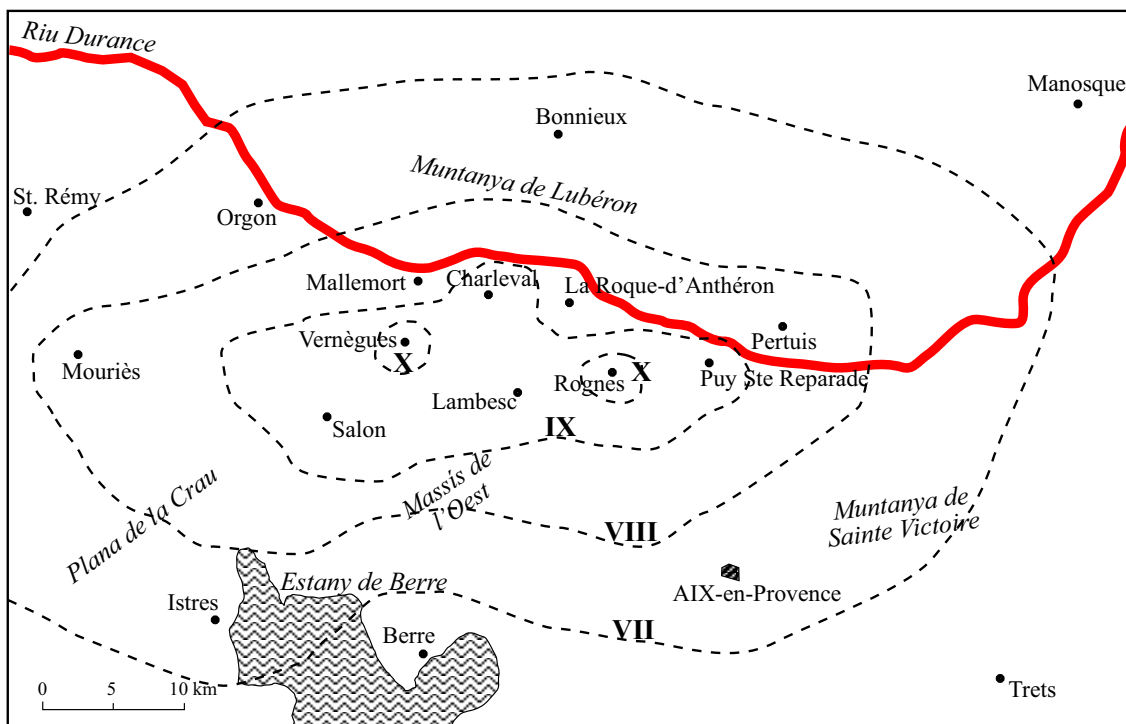 Riu Durance
Manosque
Bonnieux
Muntanya de Lubéron
St. Rémy
Orgon
Mallemort
Charleval
La Roque-d’Anthéron
Vernègues
Pertuis
Mouriès
X
X
Rognes
Puy Ste Reparade
Lambesc
Salon
IX
Massís de
l’Oest
Plana de la Crau
Muntanya de
Sainte Victoire
VIII
Estany de Berre
AIX-en-Provence
Istres
VII
Berre
0 5 10 km
Trets